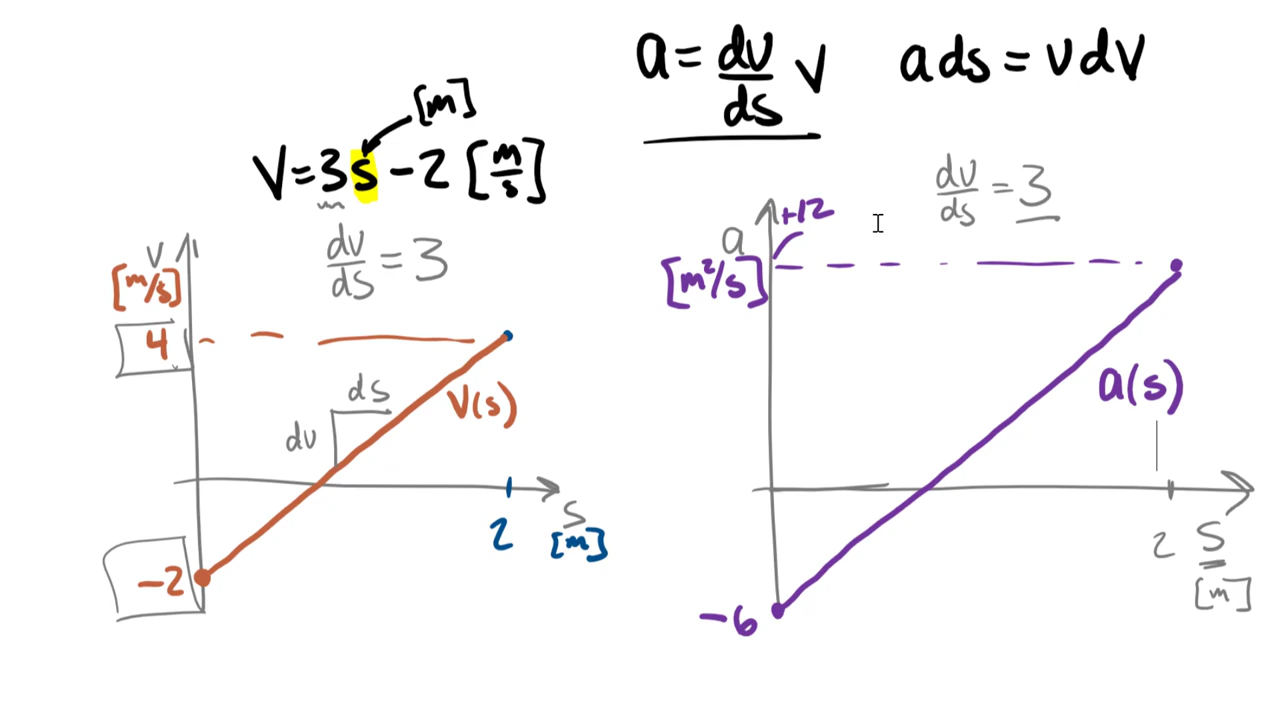 a = dv/ds v   a ds = v dv
[m]
V = 3s - 2 [m/s]
dv/ds = 3
dv/ds = 3
v
[m/s]
4
ds
dv
V(s)
2
s
[m]
-2
+12
a
[m²/s]
a(s)
2
s
[m]
-6